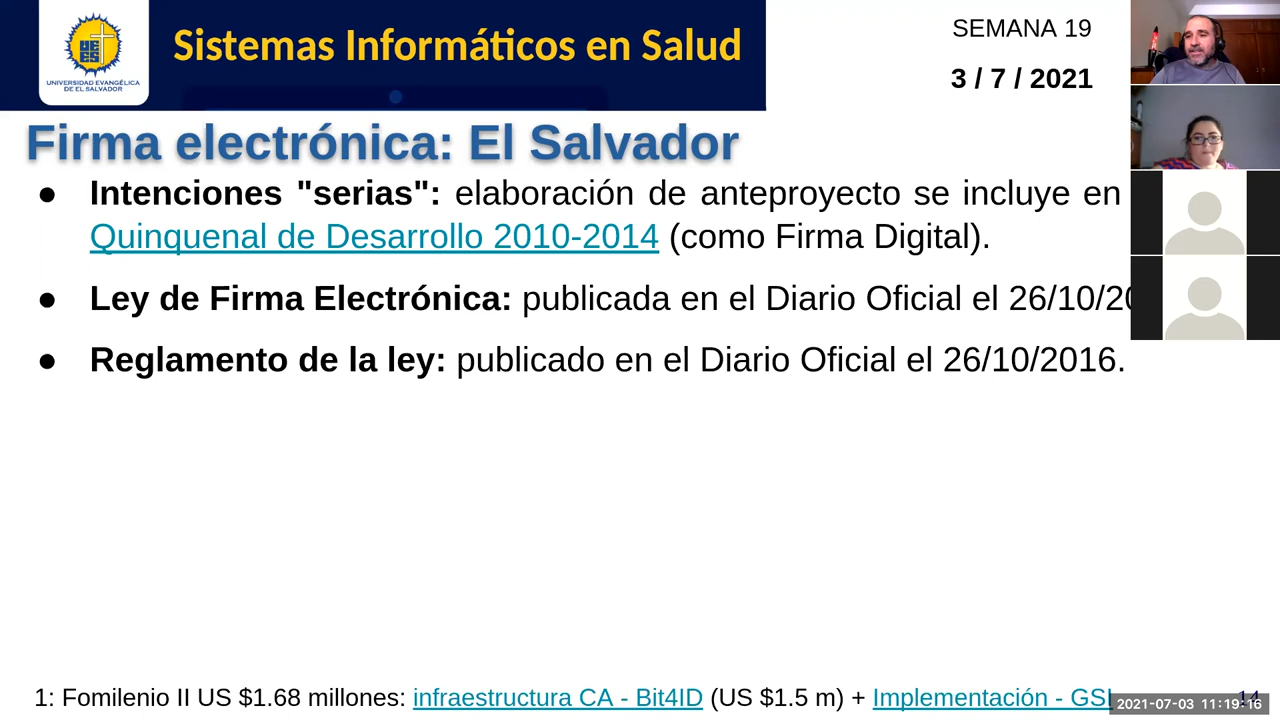 Sistemas Informáticos en Salud
UNIVERSIDAD EVANGÉLICA
DE EL SALVADOR
SEMANA 19
3 / 7 / 2021
Firma electrónica: El Salvador
● Intenciones "serias": elaboración de anteproyecto se incluye en
Quinquenal de Desarrollo 2010-2014 (como Firma Digital).
● Ley de Firma Electrónica: publicada en el Diario Oficial el 26/10/20
● Reglamento de la ley: publicado en el Diario Oficial el 26/10/2016.
1: Fomilenio II US $1.68 millones: infraestructura CA - Bit4ID (US $1.5 m) + Implementación - GSI
14
2021-07-03 11:19:16